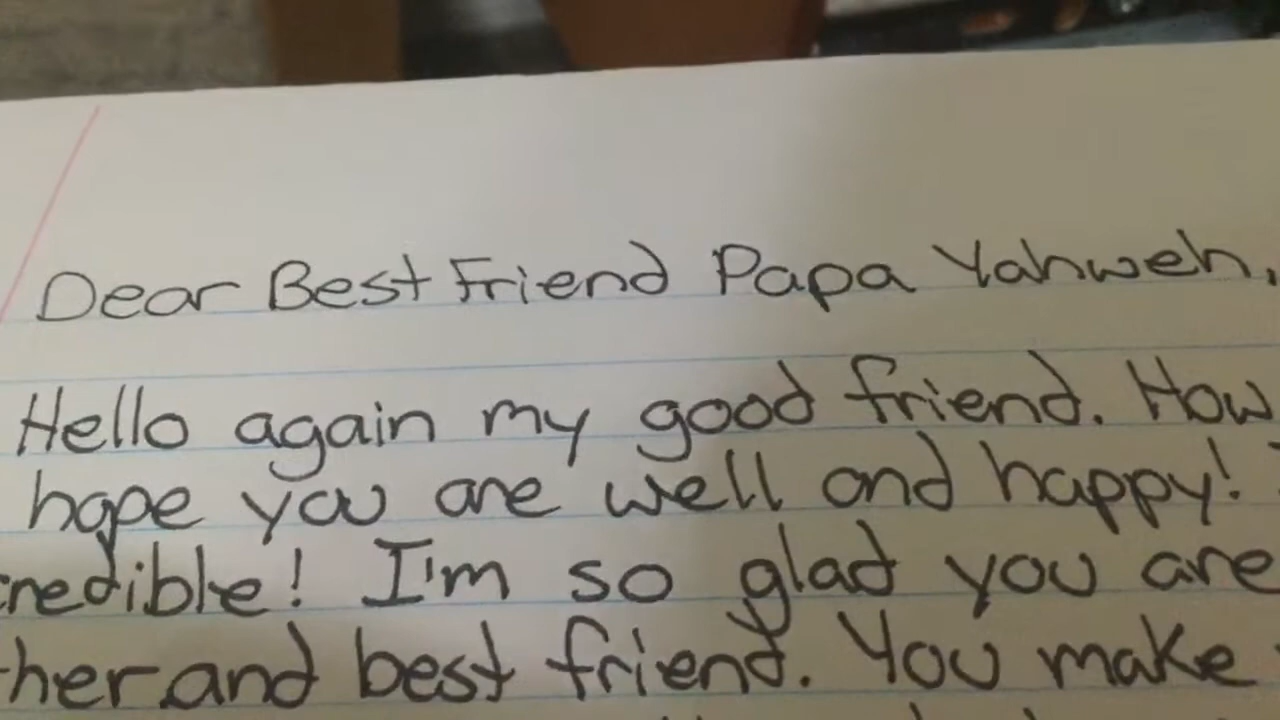 Dear Best Friend Papa Yahweh,
Hello again my good friend. How
hope you are well and happy!
credible! I'm so glad you are
ther and best friend. You make